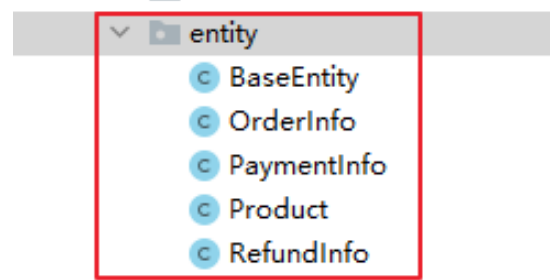 entity
BaseEntity
OrderInfo
PaymentInfo
Product
RefundInfo